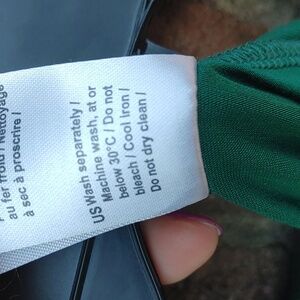 au fer froid / Nettoyage
à sec à proscrire /
US Wash separately /
Machine wash, at or
below 30°C / Do not
bleach / Cool Iron /
Do not dry clean /